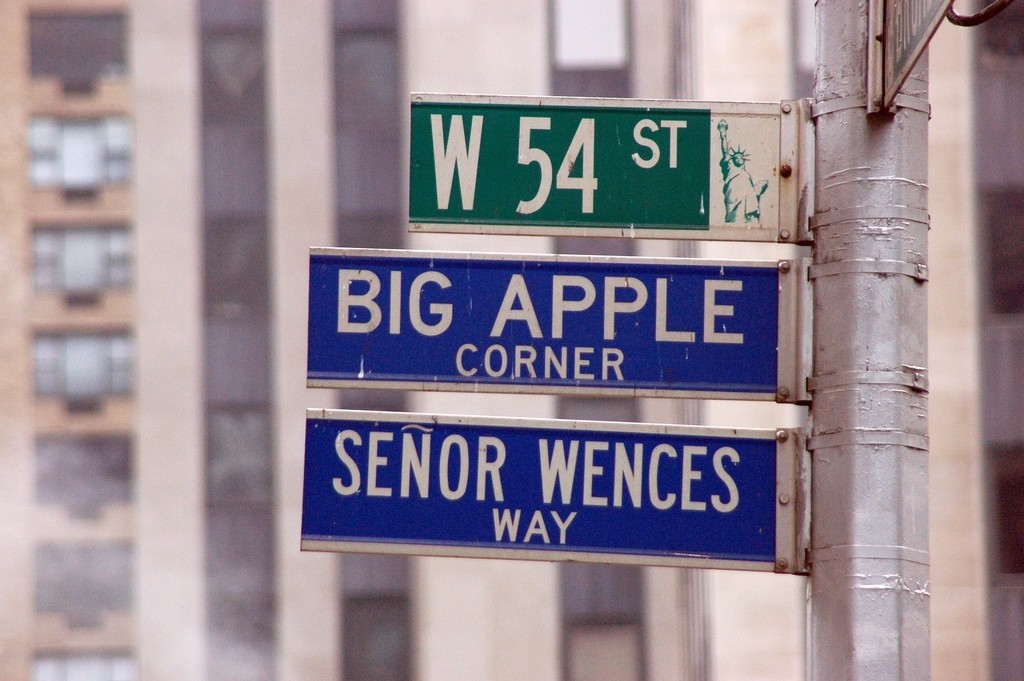 W 54 ST
BIG APPLE
CORNER
SEÑOR WENCES
WAY